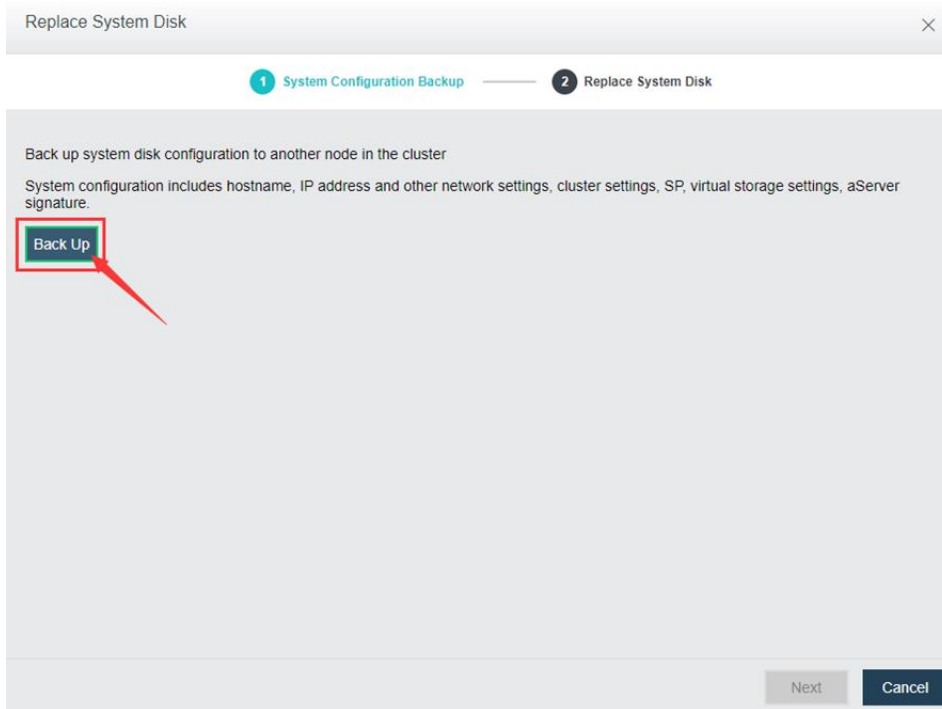 Replace System Disk
1 System Configuration Backup 2 Replace System Disk
Back up system disk configuration to another node in the cluster
System configuration includes hostname, IP address and other network settings, cluster settings, SP, virtual storage settings, aServer
signature.
Back Up
Next Cancel